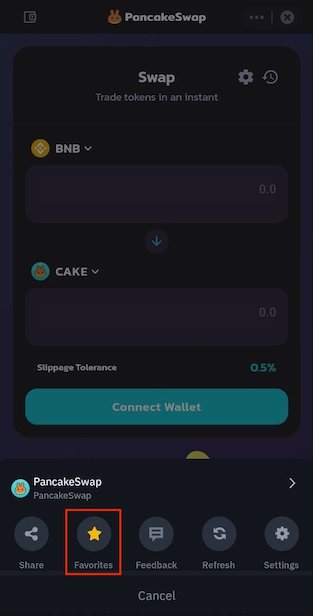 PancakeSwap
Swap
Trade tokens in an instant
BNB
0.0
CAKE
0.0
Slippage Tolerance 0.5%
Connect Wallet
PancakeSwap
PancakeSwap
Share Favorites Feedback Refresh Settings
Cancel